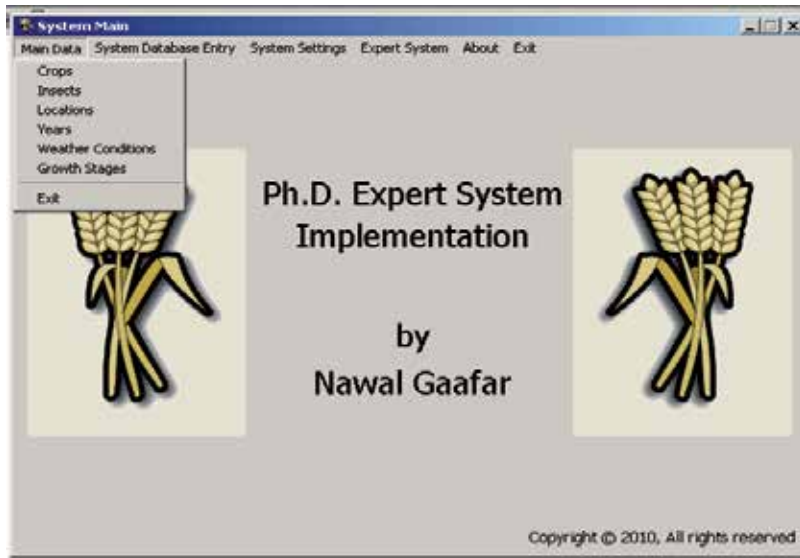 System Main
Main Data System Database Entry System Settings Expert System About Exit
Crops
Insects
Locations
Years
Weather Conditions
Growth Stages
Exit
Ph.D. Expert System
Implementation
by
Nawal Gaafar
Copyright © 2010, All rights reserved